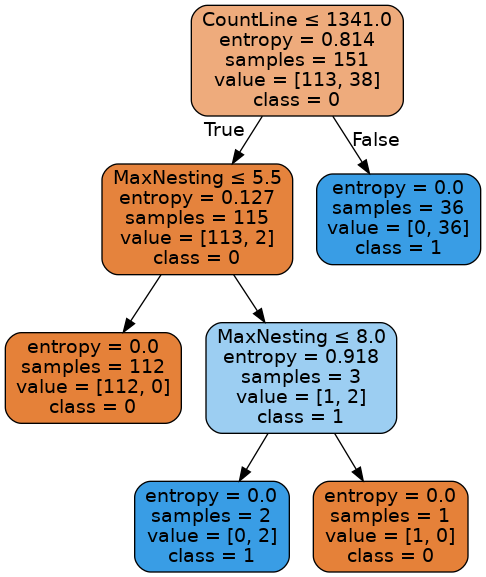 CountLine ≤ 1341.0
entropy = 0.814
samples = 151
value = [113, 38]
class = 0
True
False
MaxNesting ≤ 5.5
entropy = 0.127
samples = 115
value = [113, 2]
class = 0
entropy = 0.0
samples = 36
value = [0, 36]
class = 1
entropy = 0.0
samples = 112
value = [112, 0]
class = 0
MaxNesting ≤ 8.0
entropy = 0.918
samples = 3
value = [1, 2]
class = 1
entropy = 0.0
samples = 2
value = [0, 2]
class = 1
entropy = 0.0
samples = 1
value = [1, 0]
class = 0